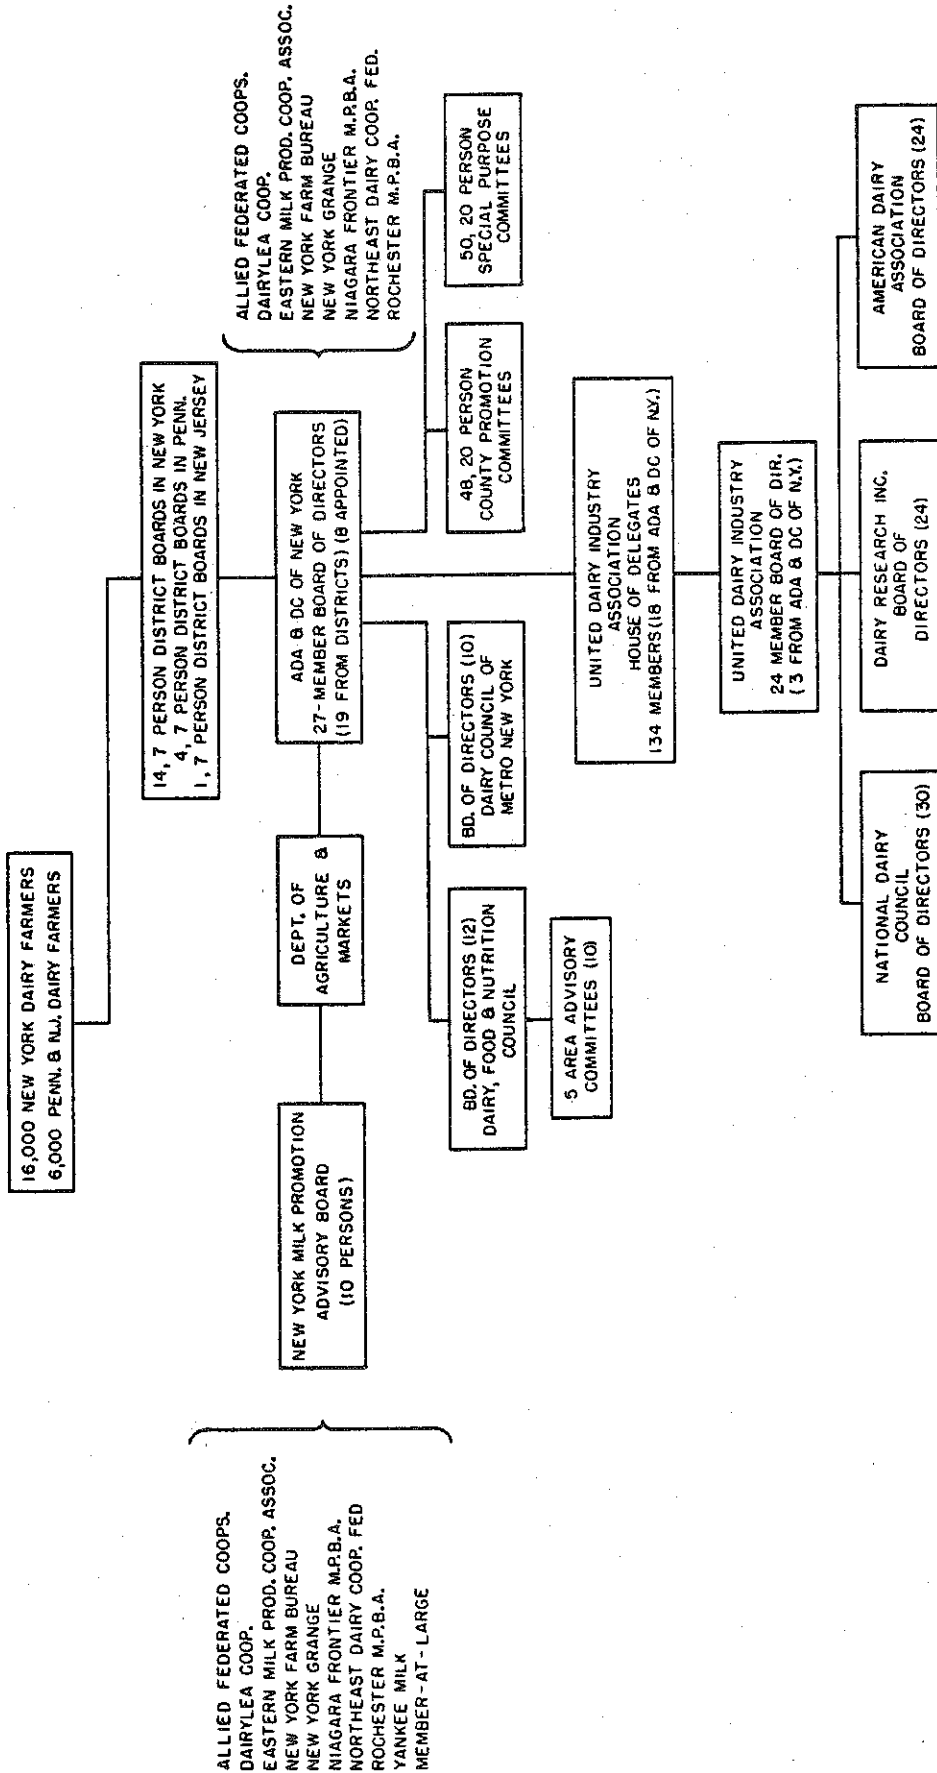 16,000 NEW YORK DAIRY FARMERS
6,000 PENN. & N.J. DAIRY FARMERS
14, 7 PERSON DISTRICT BOARDS IN NEW YORK
4, 7 PERSON DISTRICT BOARDS IN PENN.
1, 7 PERSON DISTRICT BOARDS IN NEW JERSEY
ALLIED FEDERATED COOPS.
DAIRYLEA COOP.
EASTERN MILK PROD. COOP. ASSOC.
NEW YORK FARM BUREAU
NEW YORK GRANGE
NIAGARA FRONTIER M.P.B.A.
NORTHEAST DAIRY COOP. FED
ROCHESTER M.P.B.A.
YANKEE MILK
MEMBER-AT-LARGE
NEW YORK MILK PROMOTION
ADVISORY BOARD
(10 PERSONS)
DEPT. OF
AGRICULTURE &
MARKETS
ADA & DC OF NEW YORK
27-MEMBER BOARD OF DIRECTORS
(19 FROM DISTRICTS) (8 APPOINTED)
ALLIED FEDERATED COOPS.
DAIRYLEA COOP.
EASTERN MILK PROD. COOP. ASSOC.
NEW YORK FARM BUREAU
NEW YORK GRANGE
NIAGARA FRONTIER M.P.B.A.
NORTHEAST DAIRY COOP. FED.
ROCHESTER M.P.B.A.
BD. OF DIRECTORS (12)
DAIRY, FOOD & NUTRITION
COUNCIL
BD. OF DIRECTORS (10)
DAIRY COUNCIL OF
METRO NEW YORK
48, 20 PERSON
COUNTY PROMOTION
COMMITTEES
50, 20 PERSON
SPECIAL PURPOSE
COMMITTEES
5 AREA ADVISORY
COMMITTEES (10)
UNITED DAIRY INDUSTRY
ASSOCIATION
HOUSE OF DELEGATES
134 MEMBERS (18 FROM ADA & DC OF N.Y.)
UNITED DAIRY INDUSTRY
ASSOCIATION
24 MEMBER BOARD OF DIR.
(3 FROM ADA & DC OF N.Y.)
NATIONAL DAIRY
COUNCIL
BOARD OF DIRECTORS (30)
DAIRY RESEARCH INC.
BOARD OF
DIRECTORS (24)
AMERICAN DAIRY
ASSOCIATION
BOARD OF DIRECTORS (24)